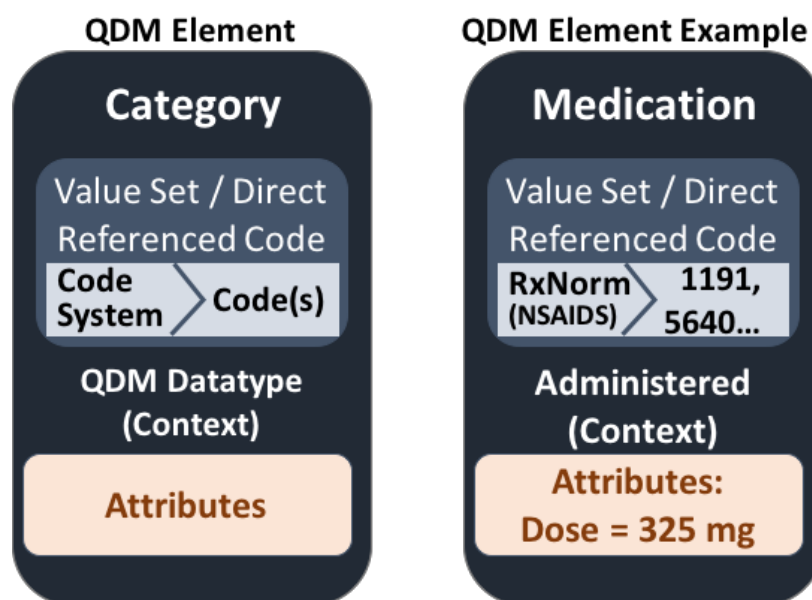 QDM Element
Category
Value Set / Direct
Referenced Code
Code
System
Code(s)
QDM Datatype
(Context)
Attributes
QDM Element Example
Medication
Value Set / Direct
Referenced Code
RxNorm
(NSAIDS)
1191,
5640...
Administered
(Context)
Attributes:
Dose = 325 mg